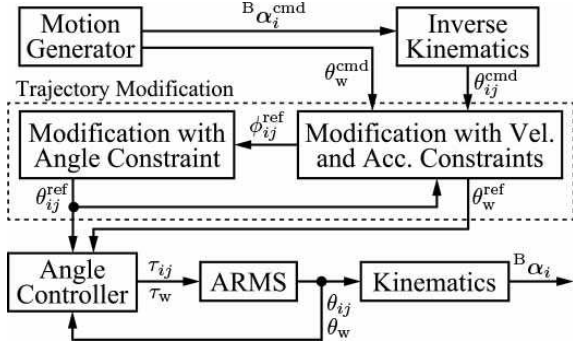 Motion
Generator
ᴮα_i^cmd
Inverse
Kinematics
θ_w^cmd
θ_ij^cmd
Trajectory Modification
Modification with
Angle Constraint
ϕ_ij^ref
Modification with Vel.
and Acc. Constraints
θ_ij^ref
θ_w^ref
Angle
Controller
τ_ij
τ_w
ARMS
θ_ij
θ_w
Kinematics
ᴮα_i